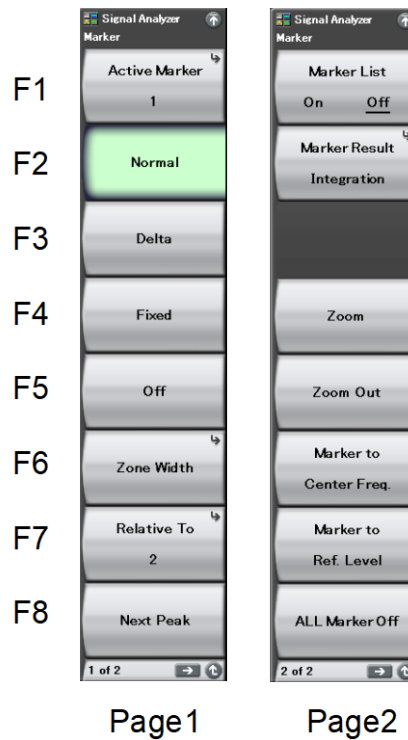 Signal Analyzer
Marker
F1
Active Marker
1
F2
Normal
F3
Delta
F4
Fixed
F5
Off
F6
Zone Width
F7
Relative To
2
F8
Next Peak
1 of 2
Page1
Signal Analyzer
Marker
Marker List
On Off
Marker Result
Integration
Zoom
Zoom Out
Marker to
Center Freq.
Marker to
Ref. Level
ALL Marker Off
2 of 2
Page2